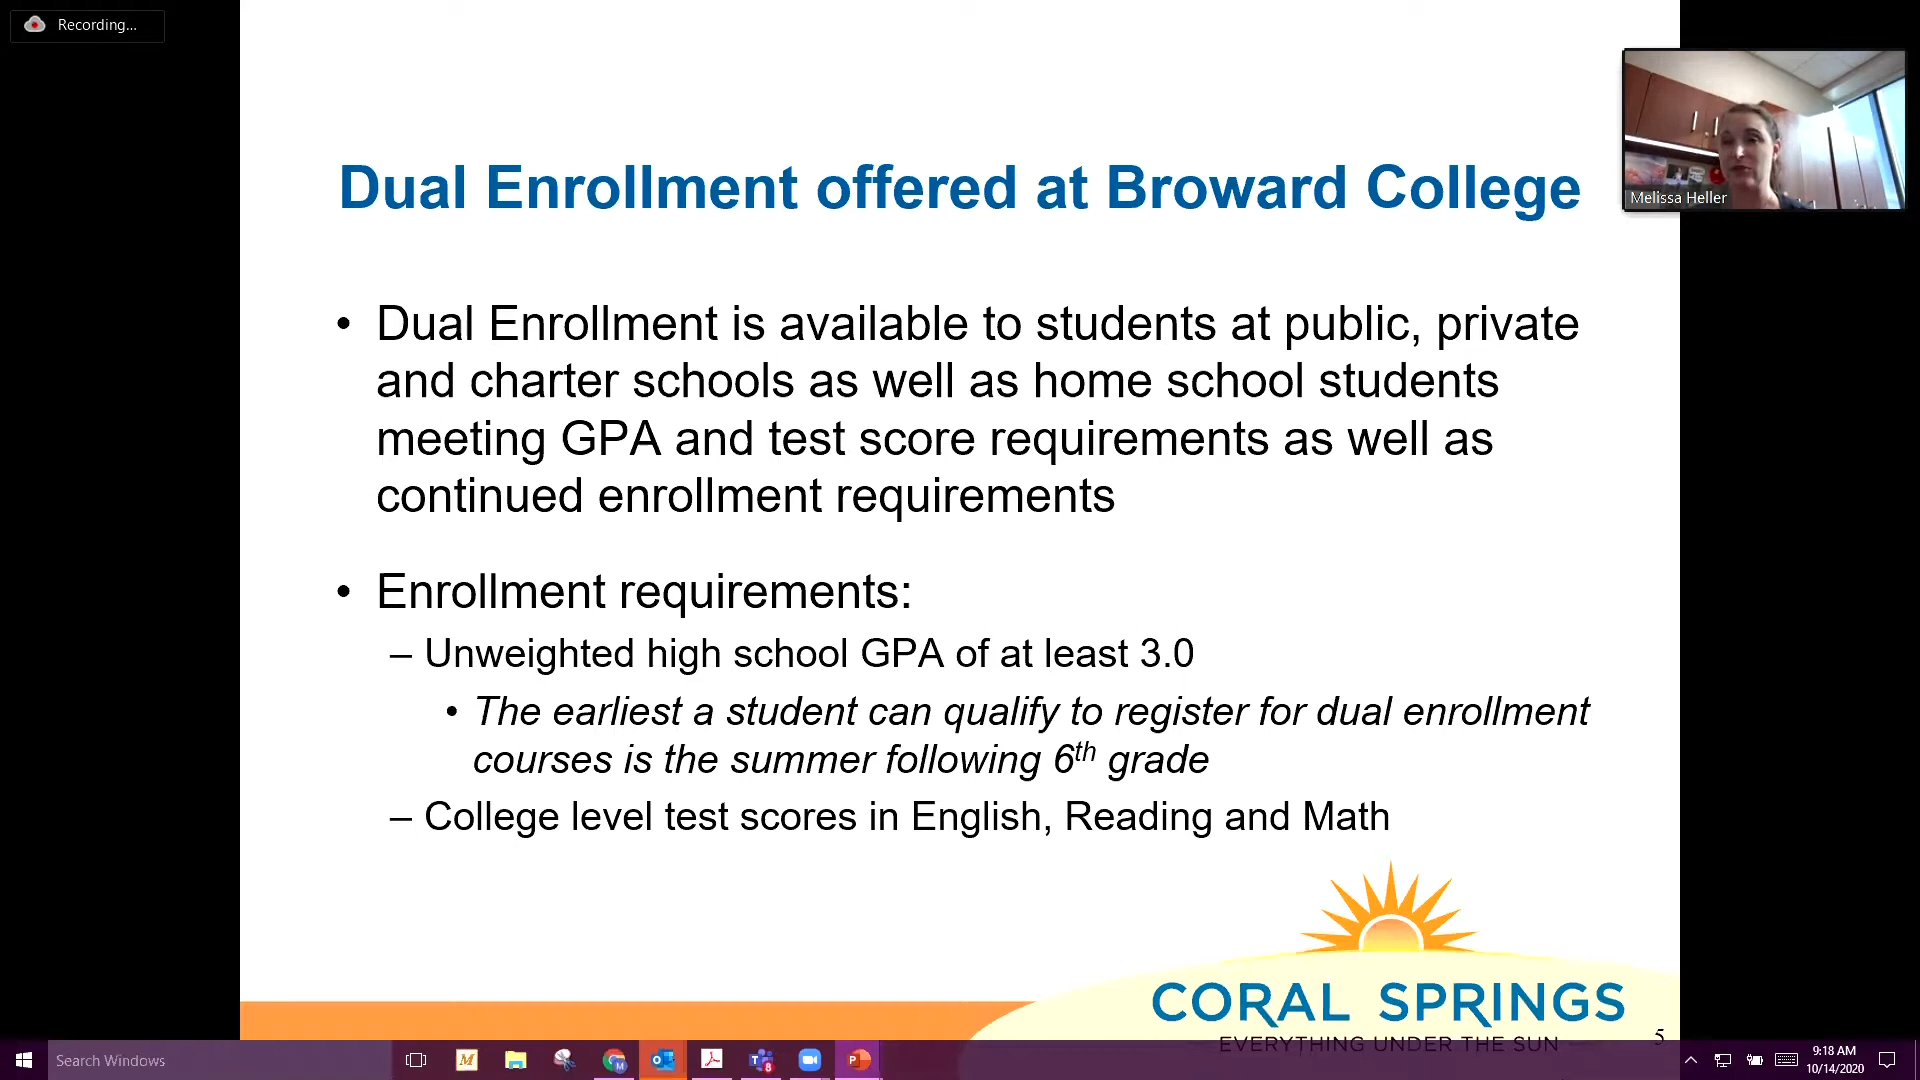 Recording...
Melissa Heller
Dual Enrollment offered at Broward College
• Dual Enrollment is available to students at public, private
and charter schools as well as home school students
meeting GPA and test score requirements as well as
continued enrollment requirements
• Enrollment requirements:
– Unweighted high school GPA of at least 3.0
• The earliest a student can qualify to register for dual enrollment
courses is the summer following 6th grade
– College level test scores in English, Reading and Math
CORAL SPRINGS
EVERYTHING UNDER THE SUN
5
Search Windows
9:18 AM
10/14/2020